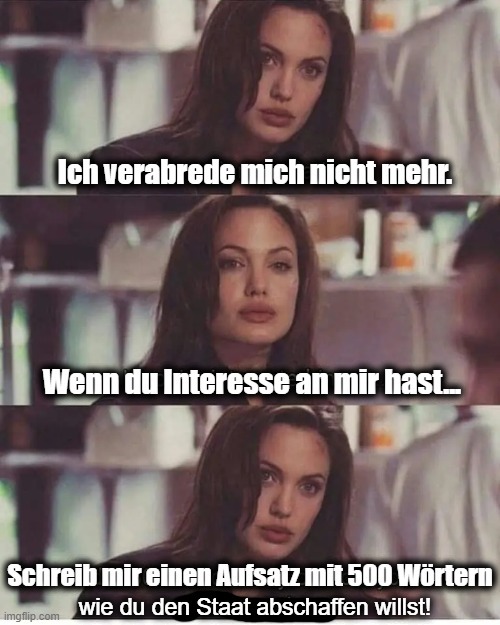 Ich verabrede mich nicht mehr.
Wenn du Interesse an mir hast...
Schreib mir einen Aufsatz mit 500 Wörtern
wie du den Staat abschaffen willst!
imgflip.com